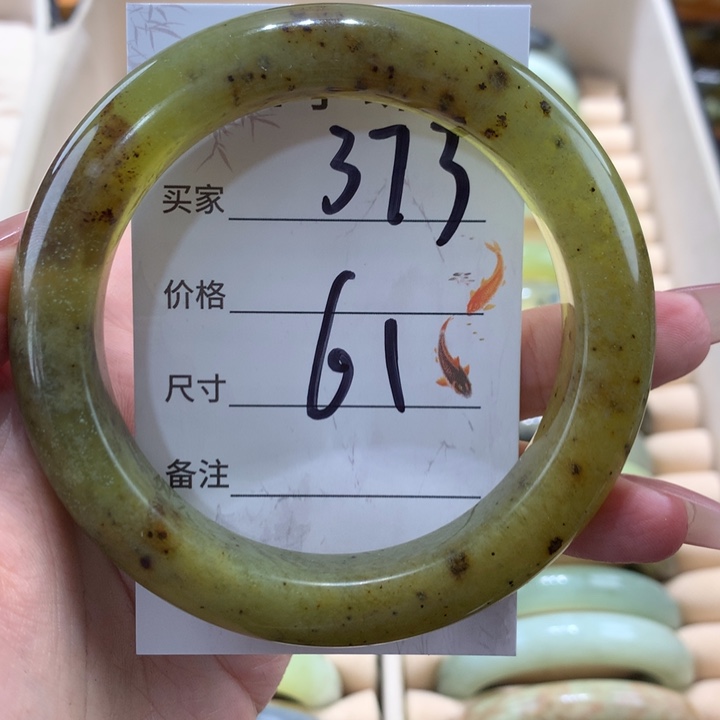 买家 373
价格
尺寸 61
备注